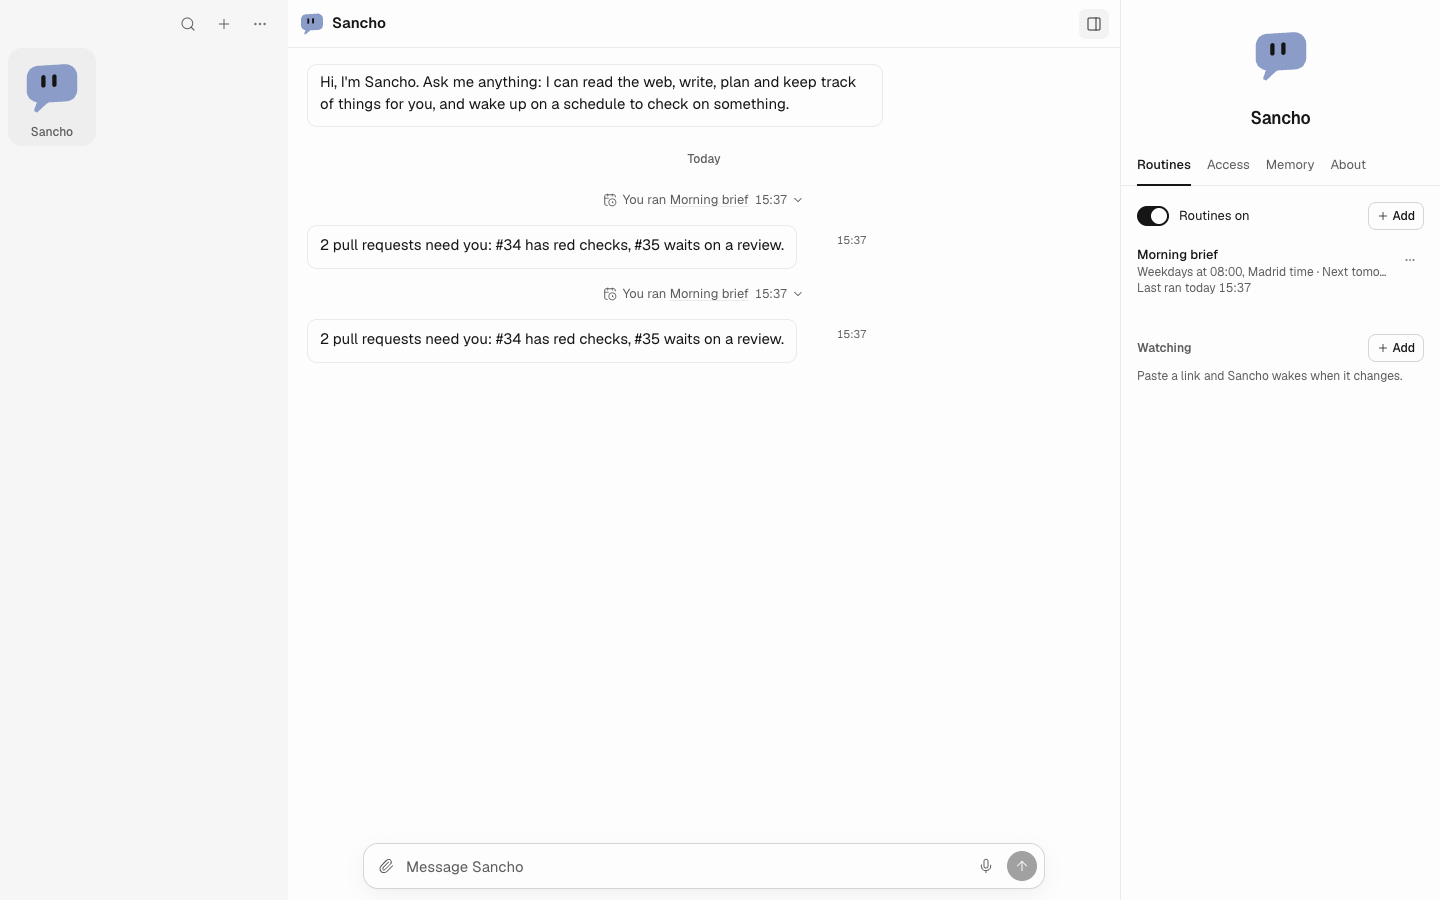 Sancho
Sancho
Hi, I'm Sancho. Ask me anything: I can read the web, write, plan and keep track
of things for you, and wake up on a schedule to check on something.
Today
You ran Morning brief 15:37
2 pull requests need you: #34 has red checks, #35 waits on a review.
15:37
You ran Morning brief 15:37
2 pull requests need you: #34 has red checks, #35 waits on a review.
15:37
Message Sancho
Sancho
Routines Access Memory About
Routines on
+ Add
Morning brief
Weekdays at 08:00, Madrid time · Next tomo…
Last ran today 15:37
Watching
+ Add
Paste a link and Sancho wakes when it changes.